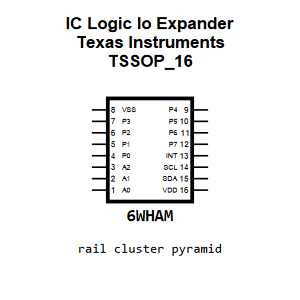 IC Logic Io Expander
Texas Instruments
TSSOP_16
8 VSS P4 9
7 P3 P5 10
6 P2 P6 11
5 P1 P7 12
4 P0 INT 13
3 A2 SCL 14
2 A1 SDA 15
1 A0 VDD 16
6WHAM
rail cluster pyramid